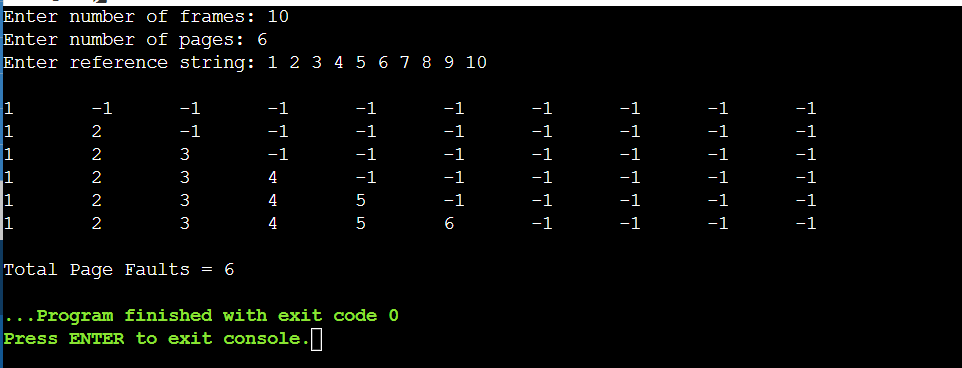 Enter number of frames: 10
Enter number of pages: 6
Enter reference string: 1 2 3 4 5 6 7 8 9 10
1 -1 -1 -1 -1 -1 -1 -1 -1 -1
1 2 -1 -1 -1 -1 -1 -1 -1 -1
1 2 3 -1 -1 -1 -1 -1 -1 -1
1 2 3 4 -1 -1 -1 -1 -1 -1
1 2 3 4 5 -1 -1 -1 -1 -1
1 2 3 4 5 6 -1 -1 -1 -1
Total Page Faults = 6
...Program finished with exit code 0
Press ENTER to exit console.